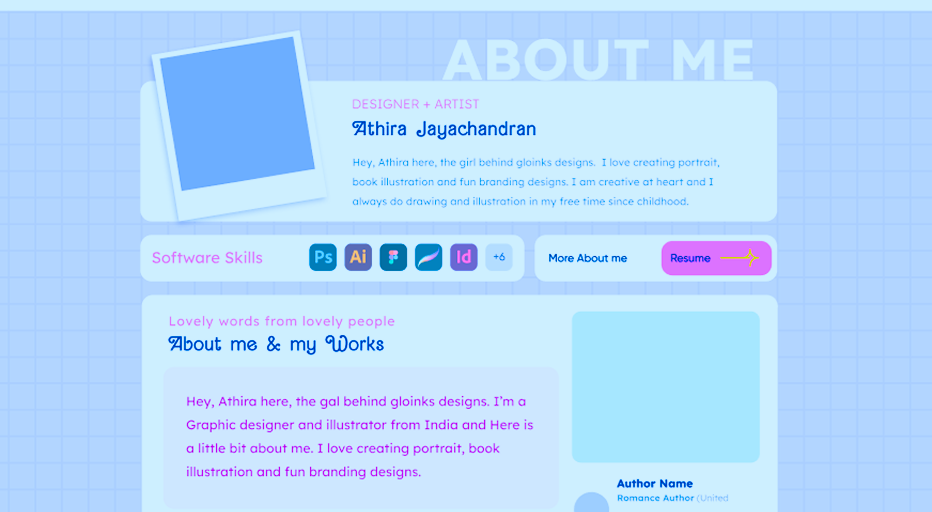 ABOUT ME
DESIGNER + ARTIST
Athira Jayachandran
Hey, Athira here, the girl behind gloinks designs. I love creating portrait,
book illustration and fun branding designs. I am creative at heart and I
always do drawing and illustration in my free time since childhood.
Software Skills
Ps Ai Id +6
More About me
Resume
Lovely words from lovely people
About me & my Works
Hey, Athira here, the gal behind gloinks designs. I'm a
Graphic designer and illustrator from India and Here is
a little bit about me. I love creating portrait, book
illustration and fun branding designs.
Author Name
Romance Author (United